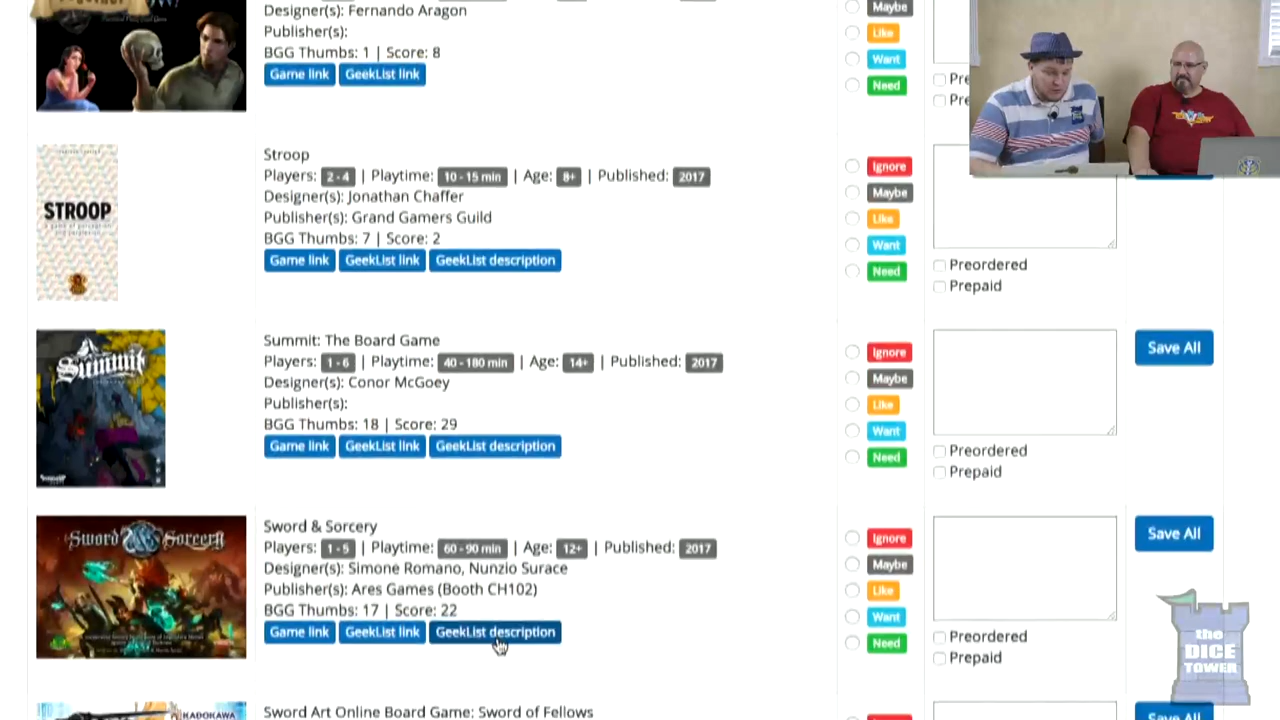 Designer(s): Fernando Aragon
Publisher(s):
BGG Thumbs: 1 | Score: 8
Game link GeekList link
Maybe
Like
Want
Need
STROOP
Stroop
Players: 2 - 4 | Playtime: 10 - 15 min | Age: 8+ | Published: 2017
Designer(s): Jonathan Chaffer
Publisher(s): Grand Gamers Guild
BGG Thumbs: 7 | Score: 2
Game link GeekList link GeekList description
Ignore
Maybe
Like
Want
Need
Preordered
Prepaid
Summit
Summit: The Board Game
Players: 1 - 6 | Playtime: 40 - 180 min | Age: 14+ | Published: 2017
Designer(s): Conor McGoey
Publisher(s):
BGG Thumbs: 18 | Score: 29
Game link GeekList link GeekList description
Ignore
Maybe
Like
Want
Need
Preordered
Prepaid
Save All
Sword & Sorcery
Sword & Sorcery
Players: 1 - 5 | Playtime: 60 - 90 min | Age: 12+ | Published: 2017
Designer(s): Simone Romano, Nunzio Surace
Publisher(s): Ares Games (Booth CH102)
BGG Thumbs: 17 | Score: 22
Game link GeekList link GeekList description
Ignore
Maybe
Like
Want
Need
Preordered
Prepaid
Save All
the
DICE
TOWER
KADOKAWA
Sword Art Online Board Game: Sword of Fellows
Save All